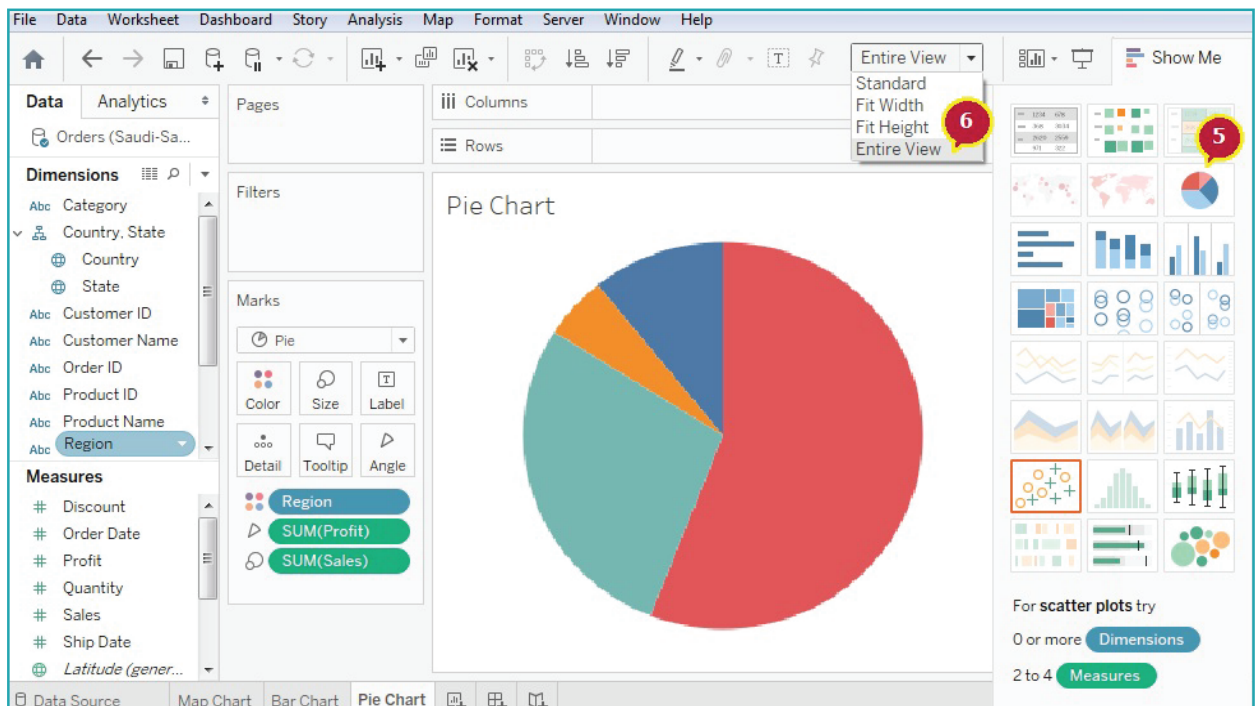 File Data Worksheet Dashboard Story Analysis Map Format Server Window Help
Entire View
Show Me
Standard
Fit Width
Fit Height
Entire View
6
5
Data Analytics
Orders (Saudi-Sa...
Dimensions
Abc Category
Country, State
Country
State
Abc Customer ID
Abc Customer Name
Abc Order ID
Abc Product ID
Abc Product Name
Abc Region
Measures
# Discount
# Order Date
# Profit
# Quantity
# Sales
# Ship Date
Latitude (gener...
Pages
Filters
Marks
Pie
Color Size Label
Detail Tooltip Angle
Region
SUM(Profit)
SUM(Sales)
iii Columns
Rows
Pie Chart
For scatter plots try
0 or more Dimensions
2 to 4 Measures
Data Source Map Chart Bar Chart Pie Chart